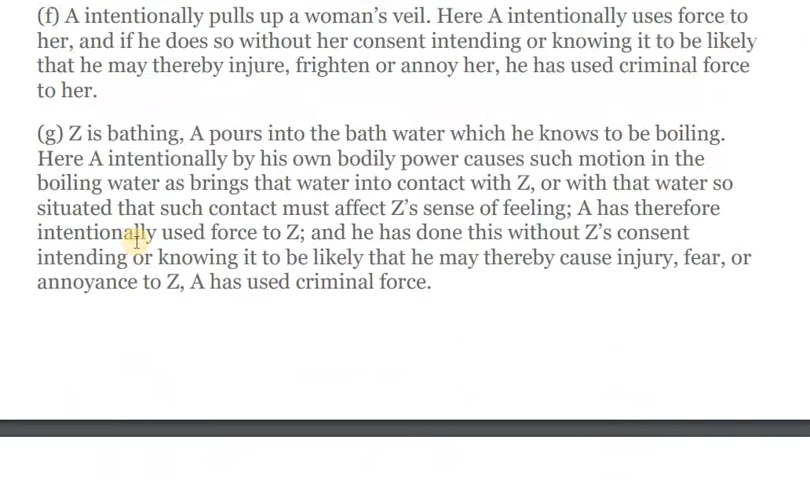 (f) A intentionally pulls up a woman’s veil. Here A intentionally uses force to
her, and if he does so without her consent intending or knowing it to be likely
that he may thereby injure, frighten or annoy her, he has used criminal force
to her.
(g) Z is bathing, A pours into the bath water which he knows to be boiling.
Here A intentionally by his own bodily power causes such motion in the
boiling water as brings that water into contact with Z, or with that water so
situated that such contact must affect Z’s sense of feeling; A has therefore
intentionally used force to Z; and he has done this without Z’s consent
intending or knowing it to be likely that he may thereby cause injury, fear, or
annoyance to Z, A has used criminal force.